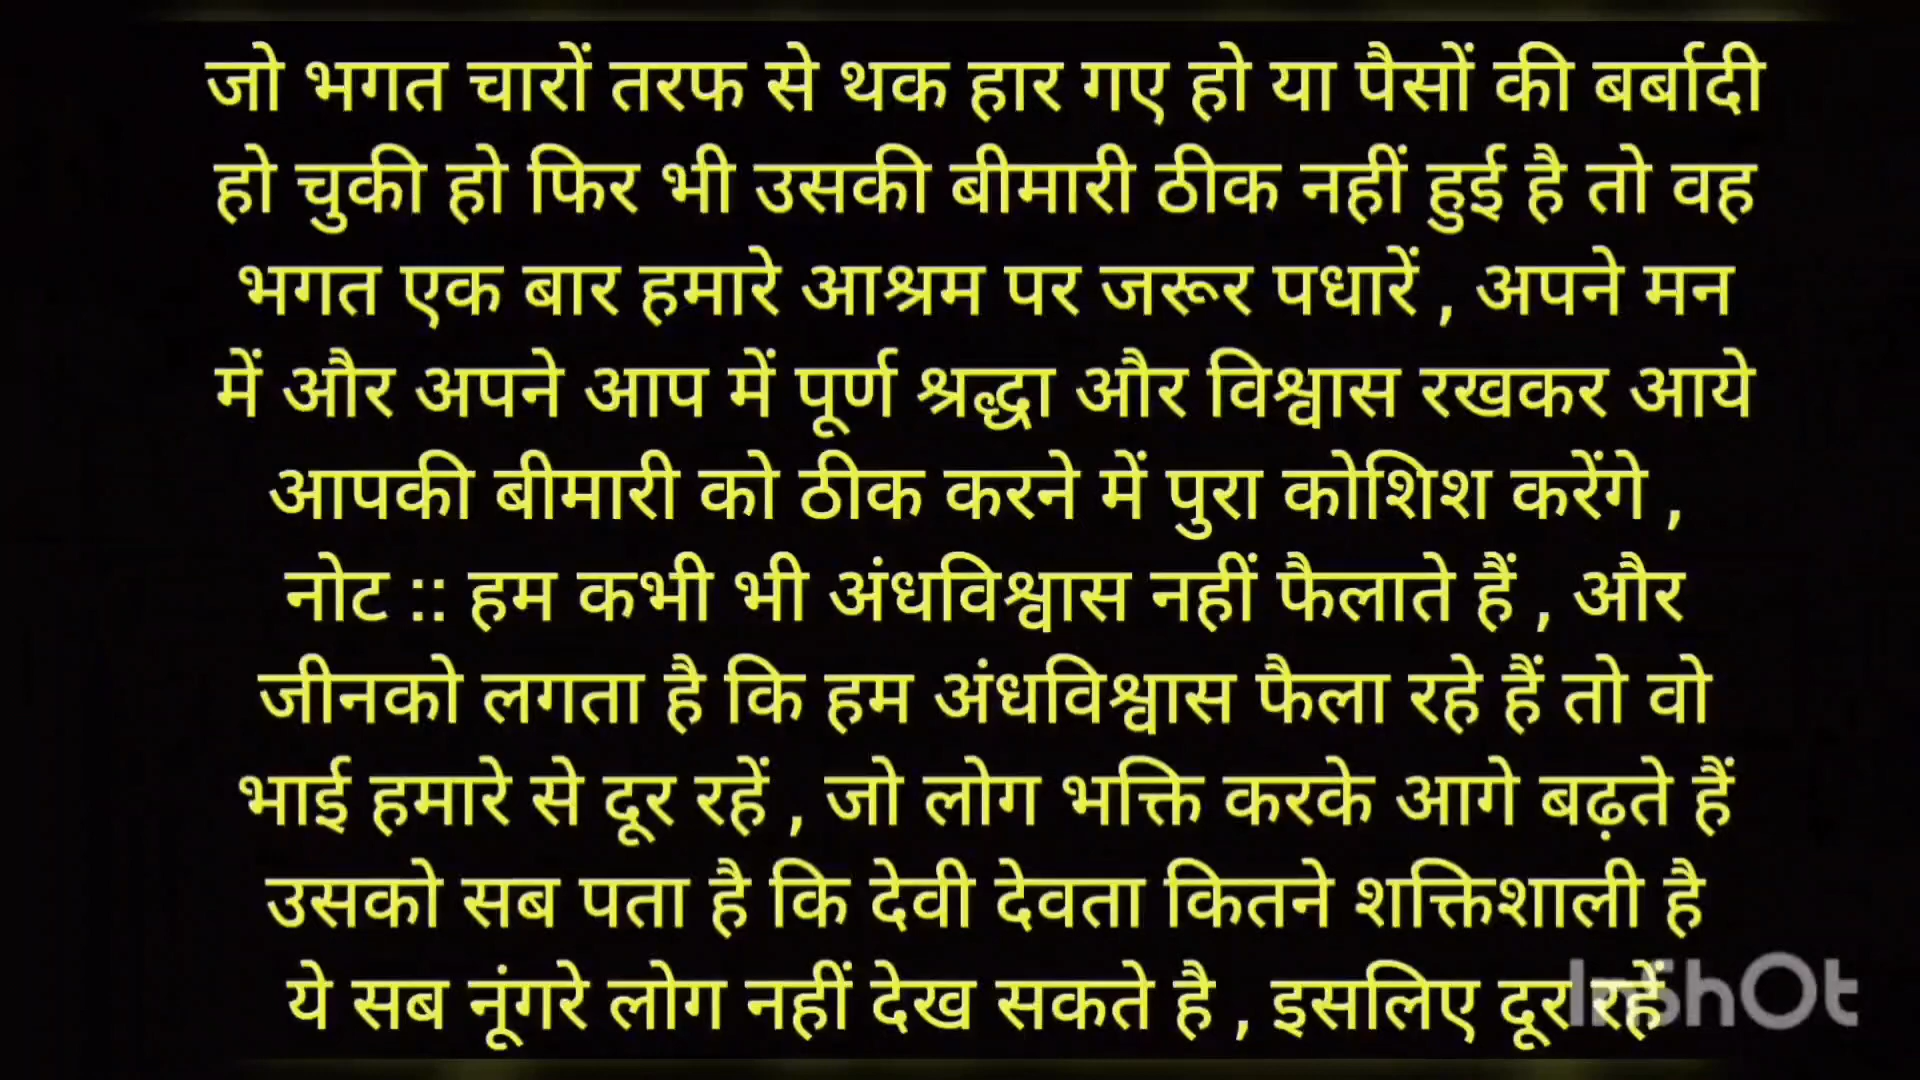 जो भगत चारों तरफ से थक हार गए हो या पैसों की बर्बादी
हो चुकी हो फिर भी उसकी बीमारी ठीक नहीं हुई है तो वह
भगत एक बार हमारे आश्रम पर जरूर पधारें , अपने मन
में और अपने आप में पूर्ण श्रद्धा और विश्वास रखकर आये
आपकी बीमारी को ठीक करने में पुरा कोशिश करेंगे ,
नोट :: हम कभी भी अंधविश्वास नहीं फैलाते हैं , और
जीनको लगता है कि हम अंधविश्वास फैला रहे हैं तो वो
भाई हमारे से दूर रहें , जो लोग भक्ति करके आगे बढ़ते हैं
उसको सब पता है कि देवी देवता कितने शक्तिशाली है
ये सब नूंगरे लोग नहीं देख सकते है , इसलिए दूर रहें
InShOt